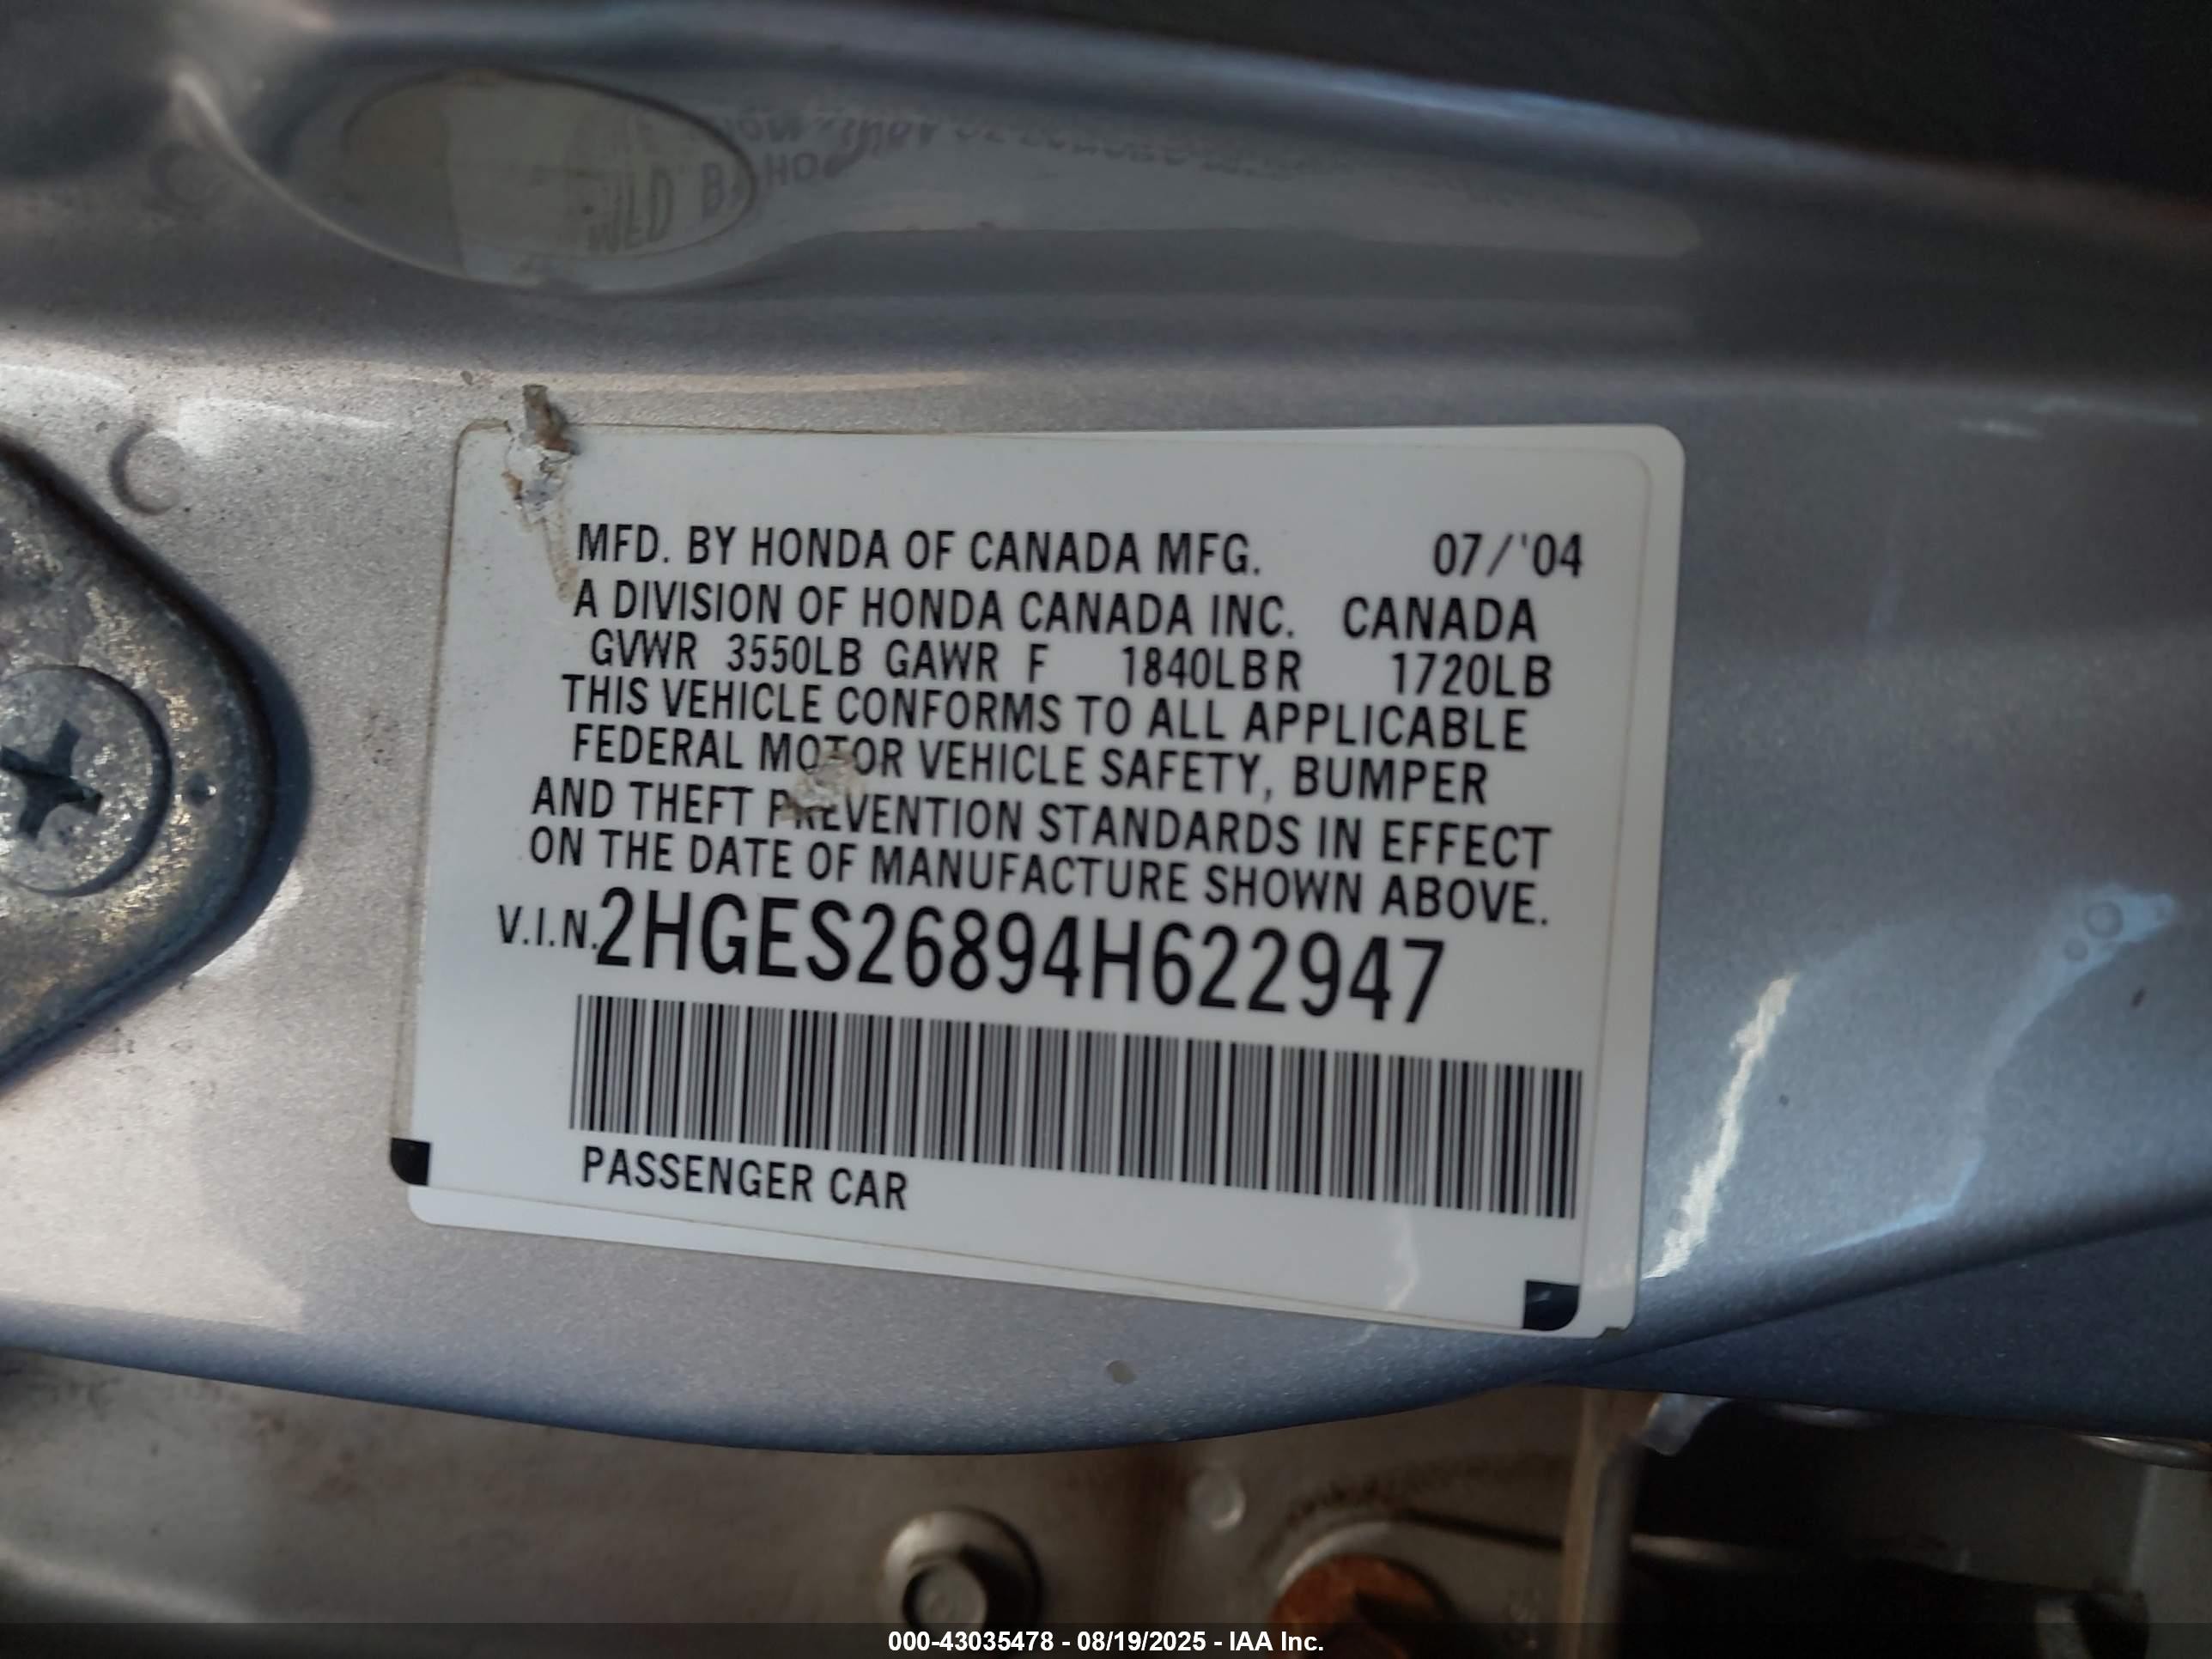 MFD. BY HONDA OF CANADA MFG. 07/'04
A DIVISION OF HONDA CANADA INC. CANADA
GVWR 3550LB GAWR F 1840LB R 1720LB
THIS VEHICLE CONFORMS TO ALL APPLICABLE
FEDERAL MOTOR VEHICLE SAFETY, BUMPER
AND THEFT PREVENTION STANDARDS IN EFFECT
ON THE DATE OF MANUFACTURE SHOWN ABOVE.
V.I.N. 2HGES26894H622947
PASSENGER CAR
000-43035478 - 08/19/2025 - IAA Inc.